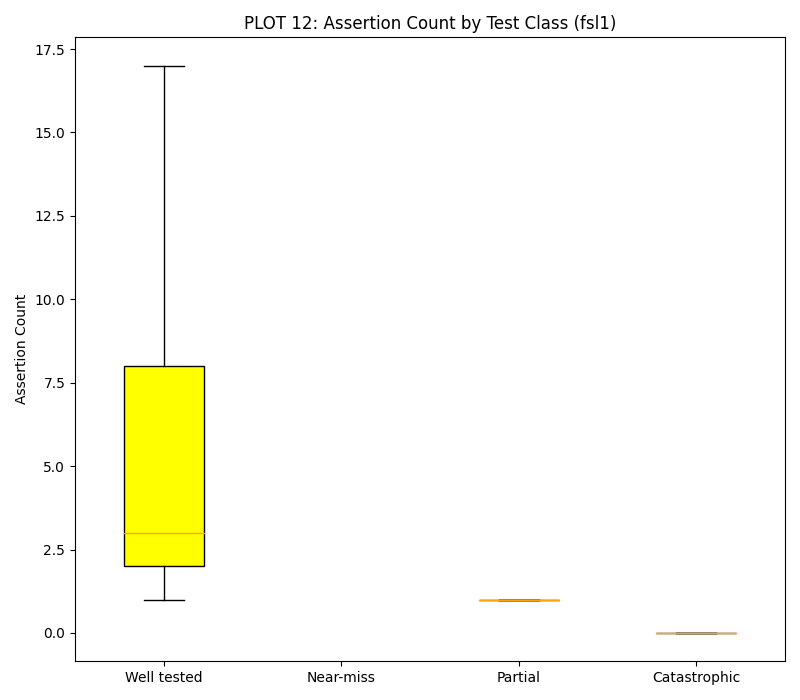 PLOT 12: Assertion Count by Test Class (fsl1)
17.5
15.0
12.5
10.0
7.5
5.0
2.5
0.0
Assertion Count
Well tested
Near-miss
Partial
Catastrophic